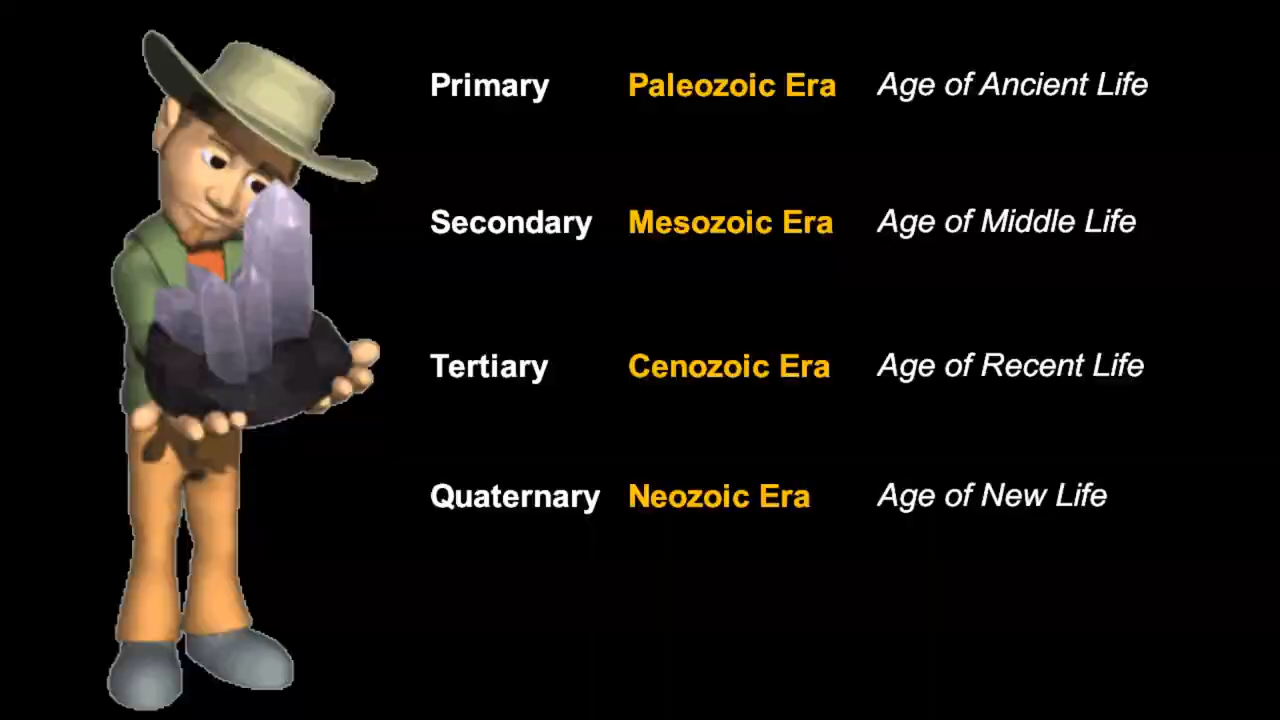 Primary Paleozoic Era Age of Ancient Life
Secondary Mesozoic Era Age of Middle Life
Tertiary Cenozoic Era Age of Recent Life
Quaternary Neozoic Era Age of New Life